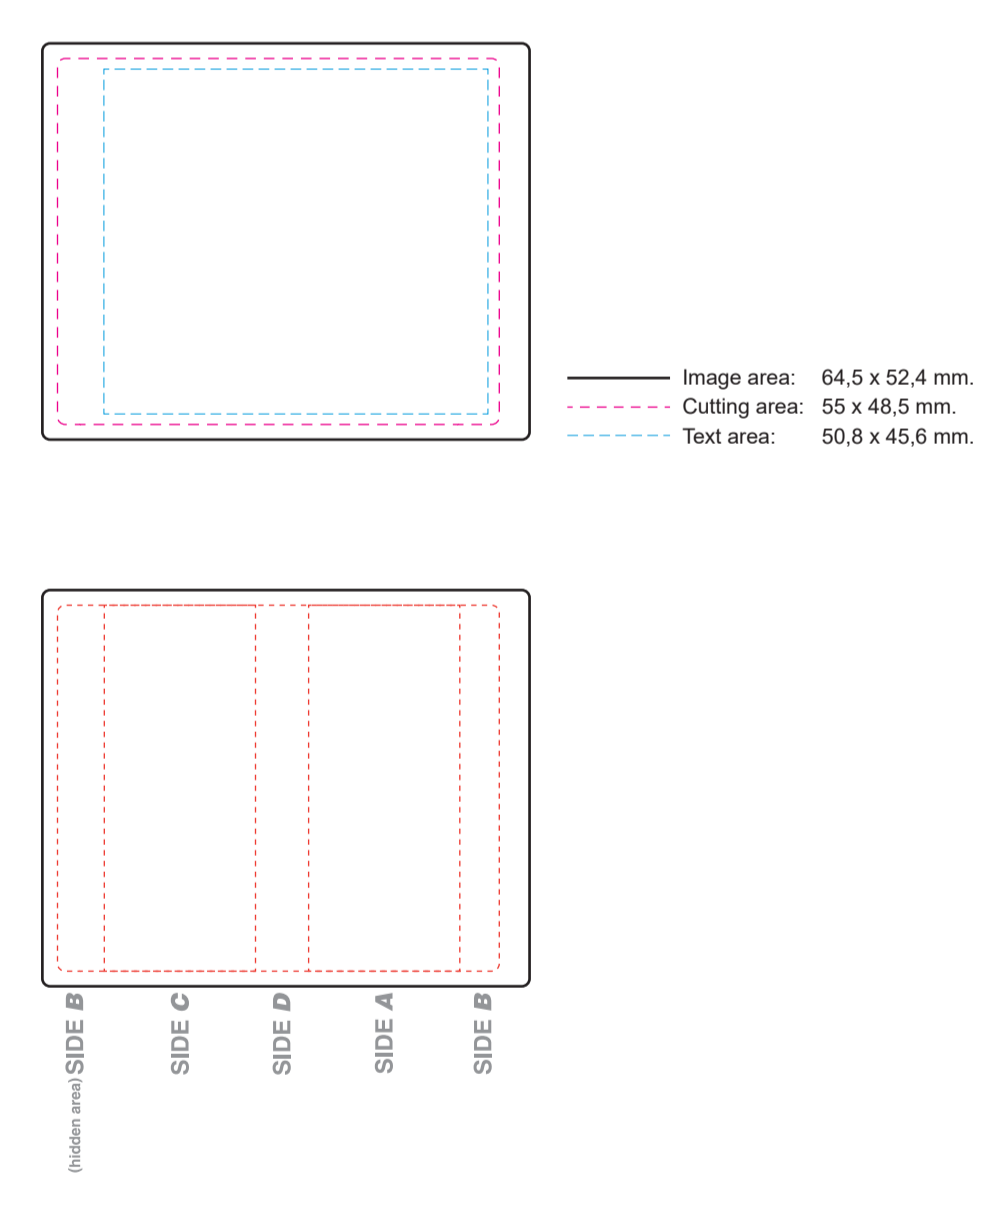 Image area: 64,5 x 52,4 mm.
Cutting area: 55 x 48,5 mm.
Text area: 50,8 x 45,6 mm.
(hidden area) SIDE B
SIDE C
SIDE D
SIDE A
SIDE B